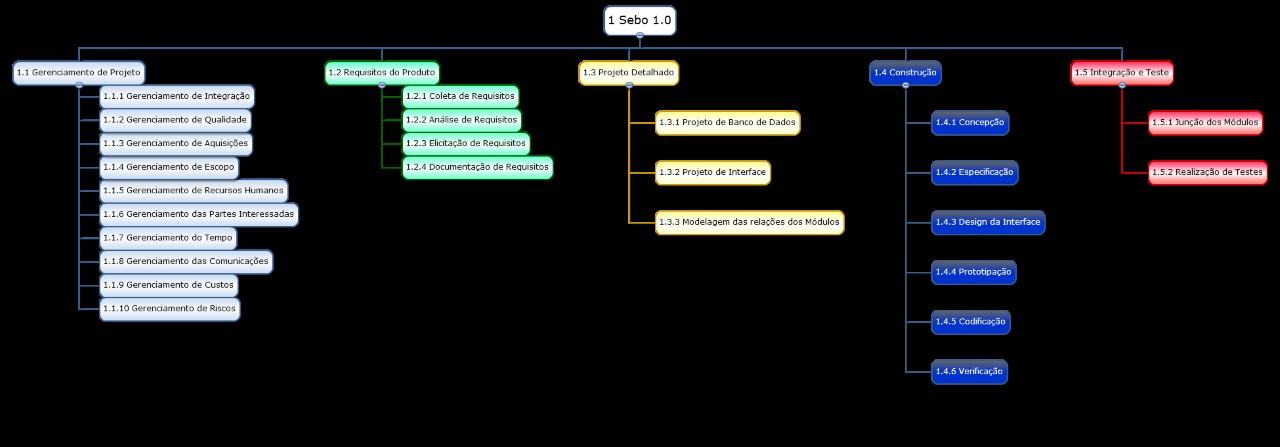 1 Sebo 1.0
1.1 Gerenciamento de Projeto
1.1.1 Gerenciamento de Integração
1.1.2 Gerenciamento de Qualidade
1.1.3 Gerenciamento de Aquisições
1.1.4 Gerenciamento de Escopo
1.1.5 Gerenciamento de Recursos Humanos
1.1.6 Gerenciamento das Partes Interessadas
1.1.7 Gerenciamento do Tempo
1.1.8 Gerenciamento das Comunicações
1.1.9 Gerenciamento de Custos
1.1.10 Gerenciamento de Riscos
1.2 Requisitos do Produto
1.2.1 Coleta de Requisitos
1.2.2 Análise de Requisitos
1.2.3 Elicitação de Requisitos
1.2.4 Documentação de Requisitos
1.3 Projeto Detalhado
1.3.1 Projeto de Banco de Dados
1.3.2 Projeto de Interface
1.3.3 Modelagem das relações dos Módulos
1.4 Construção
1.4.1 Concepção
1.4.2 Especificação
1.4.3 Design da Interface
1.4.4 Prototipação
1.4.5 Codificação
1.4.6 Verificação
1.5 Integração e Teste
1.5.1 Junção dos Módulos
1.5.2 Realização de Testes